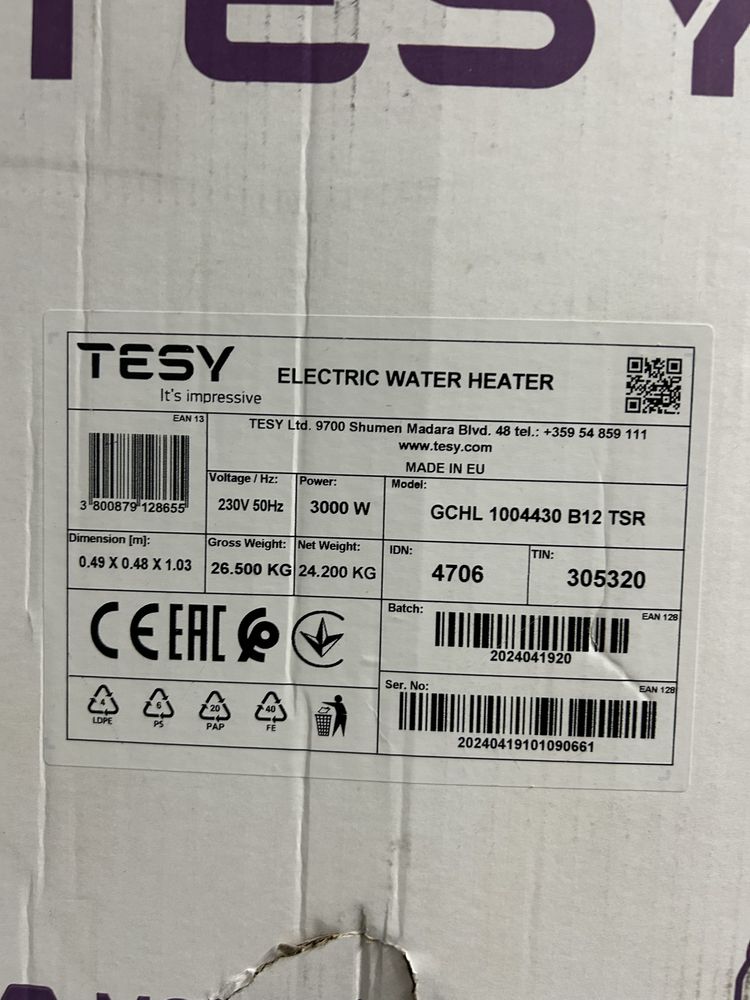 TESY
TESY
It's impressive
ELECTRIC WATER HEATER
EAN 13
3 800879 128655
TESY Ltd. 9700 Shumen Madara Blvd. 48 tel.: +359 54 859 111
www.tesy.com
MADE IN EU
Voltage / Hz:
230V 50Hz
Power:
3000 W
Model:
GCHL 1004430 B12 TSR
Dimension [m]:
0.49 X 0.48 X 1.03
Gross Weight:
26.500 KG
Net Weight:
24.200 KG
IDN:
4706
TIN:
305320
CE EAC
Batch:
EAN 128
2024041920
Ser. No:
EAN 128
20240419101090661
4
LDPE
6
PS
20
PAP
40
FE